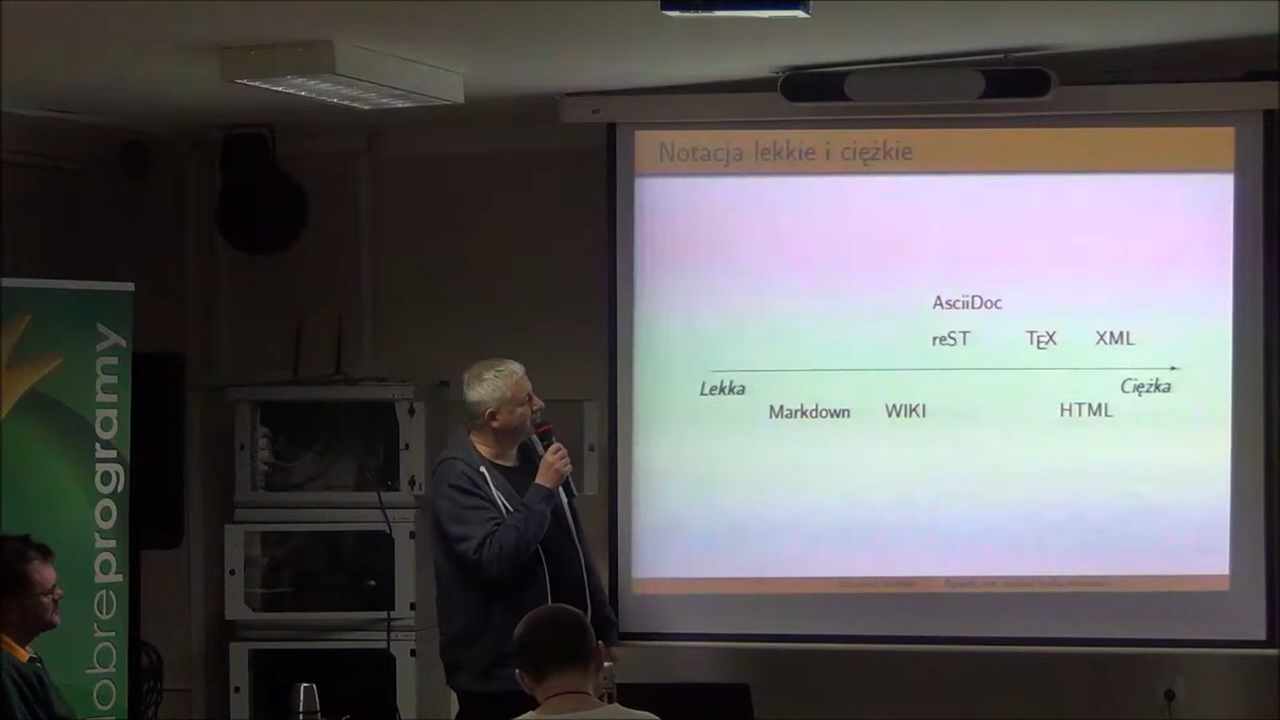 Notacja lekkie i ciężkie
AsciiDoc
reST TEX XML
Lekka Ciężka
Markdown WIKI HTML
dobreprogramy